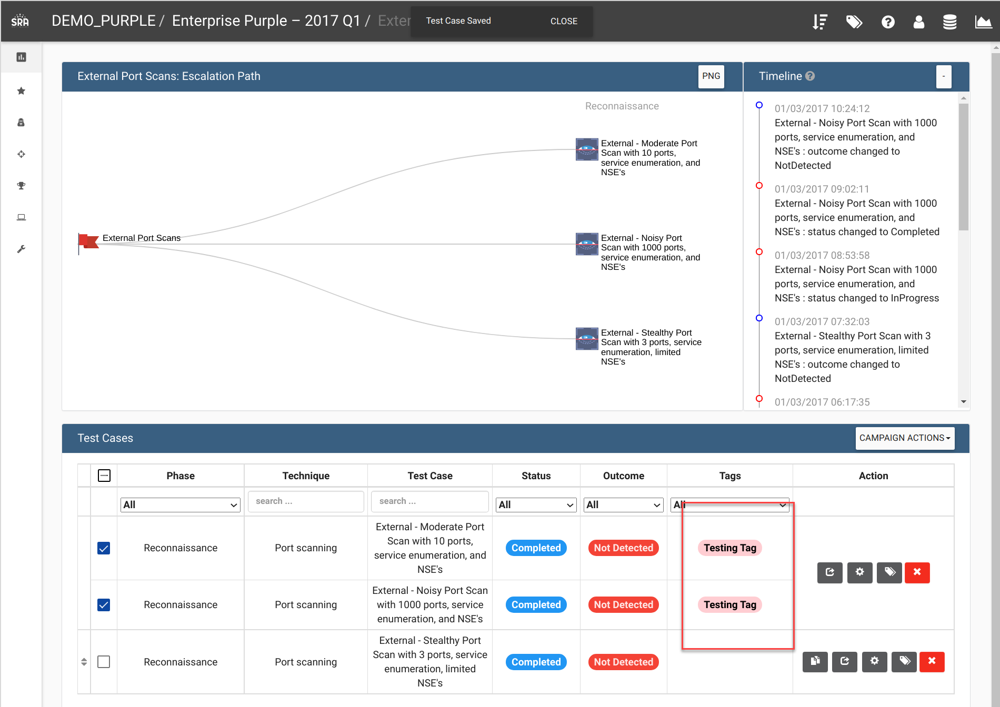 SRA
DEMO_PURPLE / Enterprise Purple – 2017 Q1 / Exter
Test Case Saved
CLOSE
External Port Scans: Escalation Path
PNG
Timeline
-
Reconnaissance
External - Moderate Port
Scan with 10 ports,
service enumeration, and
NSE's
External Port Scans
External - Noisy Port
Scan with 1000 ports,
service enumeration, and
NSE's
External - Stealthy Port
Scan with 3 ports, service
enumeration, limited
NSE's
01/03/2017 10:24:12
External - Noisy Port Scan with 1000
ports, service enumeration, and
NSE's : outcome changed to
NotDetected
01/03/2017 09:02:11
External - Noisy Port Scan with 1000
ports, service enumeration, and
NSE's : status changed to Completed
01/03/2017 08:53:58
External - Noisy Port Scan with 1000
ports, service enumeration, and
NSE's : status changed to InProgress
01/03/2017 07:32:03
External - Stealthy Port Scan with 3
ports, service enumeration, limited
NSE's : outcome changed to
NotDetected
01/03/2017 06:17:35
Test Cases
CAMPAIGN ACTIONS
Phase Technique Test Case Status Outcome Tags Action
All search ... search ... All All All
External - Moderate Port
Scan with 10 ports,
service enumeration, and
NSE's
Reconnaissance Port scanning Completed Not Detected Testing Tag
External - Noisy Port Scan
with 1000 ports, service
enumeration, and NSE's
Reconnaissance Port scanning Completed Not Detected Testing Tag
External - Stealthy Port
Scan with 3 ports, service
enumeration, limited
NSE's
Reconnaissance Port scanning Completed Not Detected